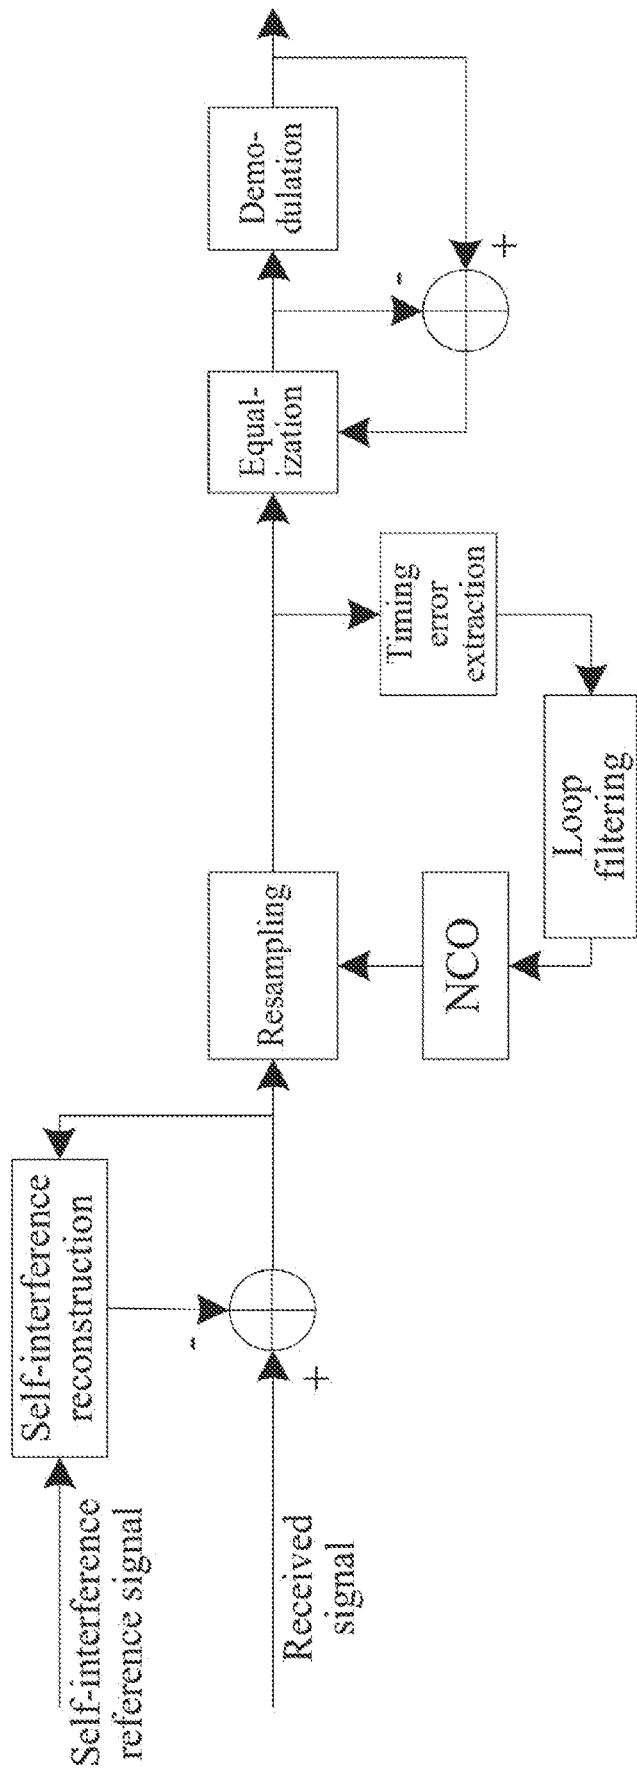 Self-interference
reference signal
Self-interference
reconstruction
Received
signal
-
+
Resampling
NCO
Loop
filtering
Timing
error
extraction
Equal-
ization
Demo-
dulation
-
+